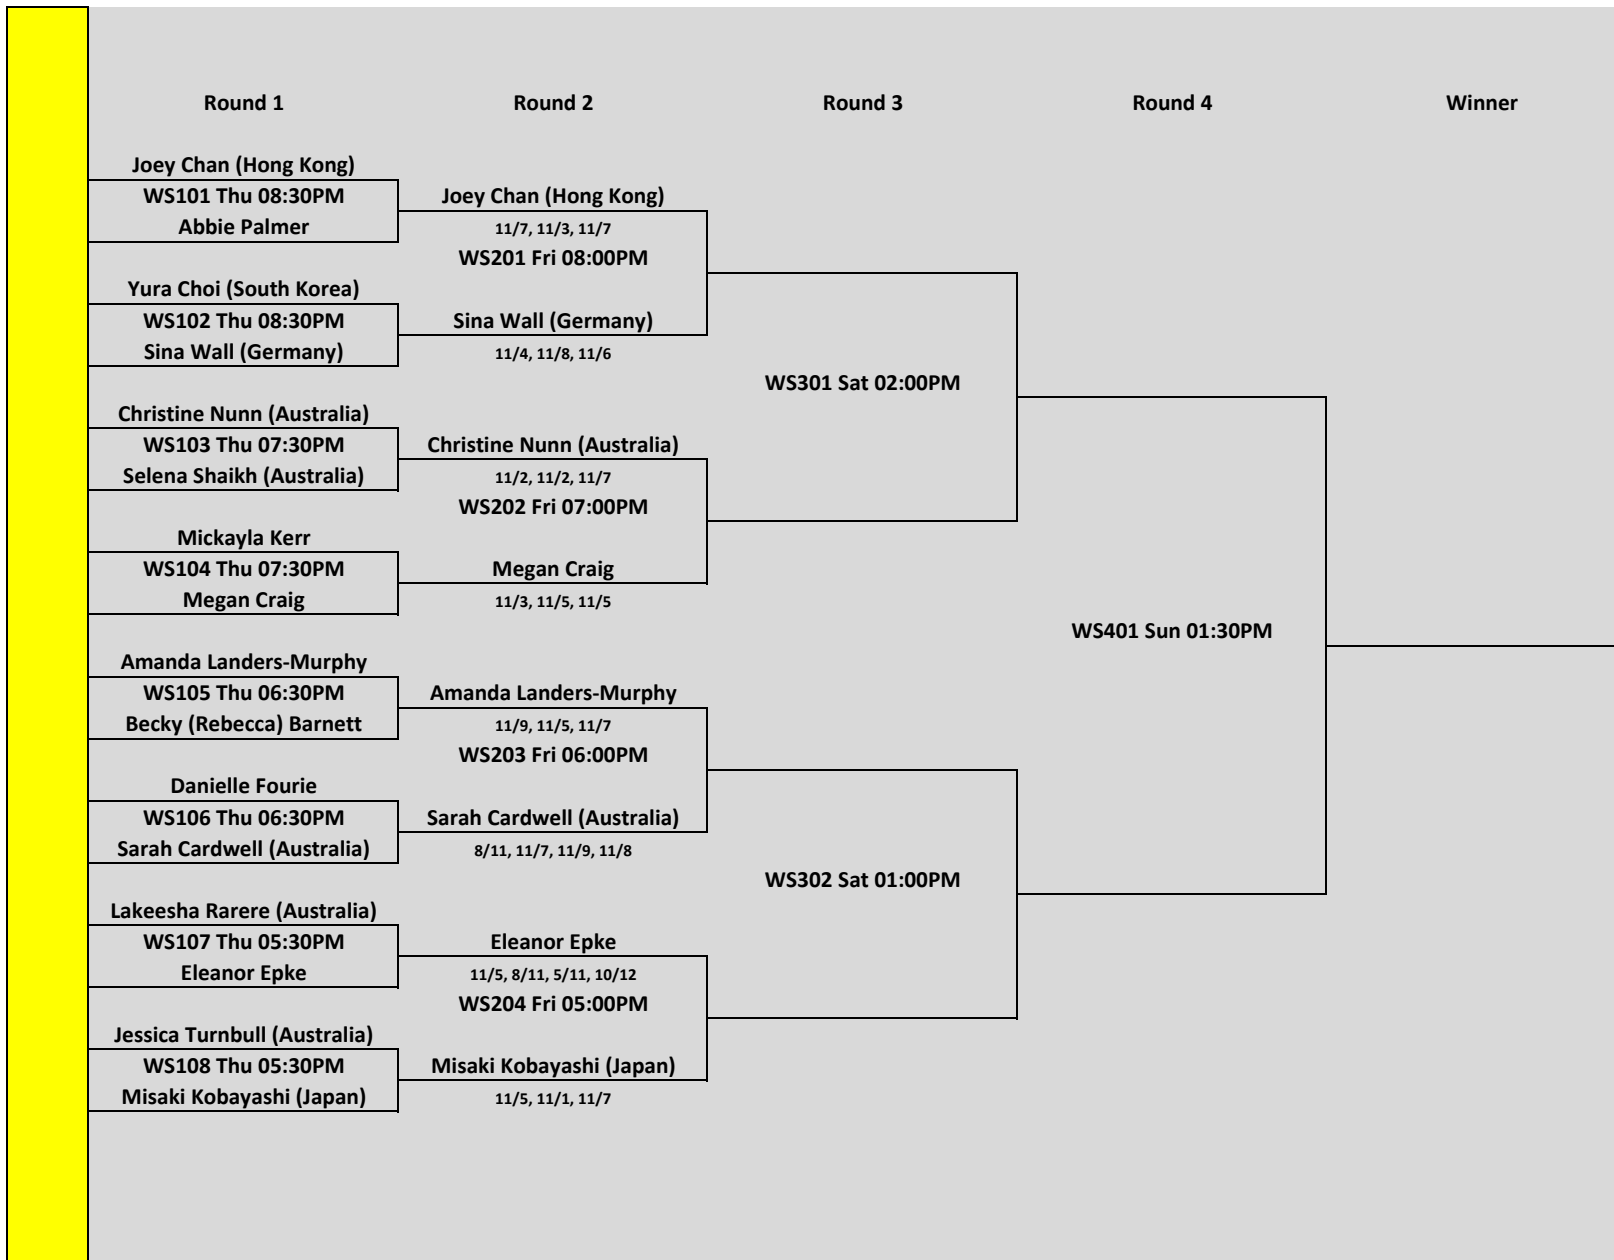 Round 1
Round 2
Round 3
Round 4
Winner
Joey Chan (Hong Kong)
WS101 Thu 08:30PM
Abbie Palmer
Yura Choi (South Korea)
WS102 Thu 08:30PM
Sina Wall (Germany)
Christine Nunn (Australia)
WS103 Thu 07:30PM
Selena Shaikh (Australia)
Mickayla Kerr
WS104 Thu 07:30PM
Megan Craig
Amanda Landers-Murphy
WS105 Thu 06:30PM
Becky (Rebecca) Barnett
Danielle Fourie
WS106 Thu 06:30PM
Sarah Cardwell (Australia)
Lakeesha Rarere (Australia)
WS107 Thu 05:30PM
Eleanor Epke
Jessica Turnbull (Australia)
WS108 Thu 05:30PM
Misaki Kobayashi (Japan)
Joey Chan (Hong Kong)
11/7, 11/3, 11/7
WS201 Fri 08:00PM
Sina Wall (Germany)
11/4, 11/8, 11/6
Christine Nunn (Australia)
11/2, 11/2, 11/7
WS202 Fri 07:00PM
Megan Craig
11/3, 11/5, 11/5
Amanda Landers-Murphy
11/9, 11/5, 11/7
WS203 Fri 06:00PM
Sarah Cardwell (Australia)
8/11, 11/7, 11/9, 11/8
Eleanor Epke
11/5, 8/11, 5/11, 10/12
WS204 Fri 05:00PM
Misaki Kobayashi (Japan)
11/5, 11/1, 11/7
WS301 Sat 02:00PM
WS302 Sat 01:00PM
WS401 Sun 01:30PM